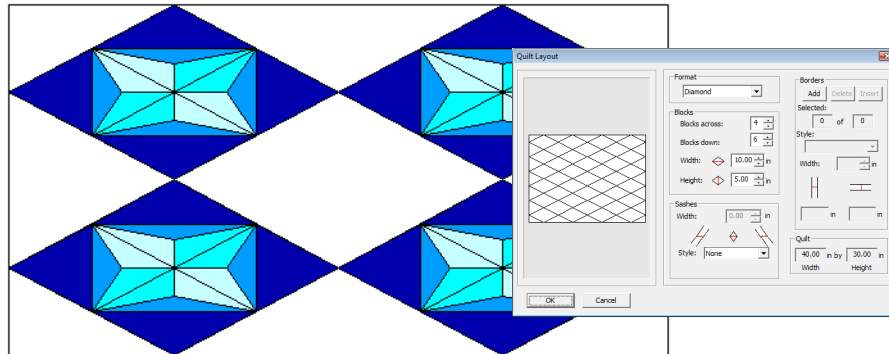 Quilt Layout
Format
Diamond
Blocks
Blocks across: 4
Blocks down: 6
Width: 10.00 in
Height: 5.00 in
Sashes
Width: 0.00 in
Style: None
Borders
Add Delete Insert
Selected:
0 of 0
Style:
Width: in
in in
Quilt
40.00 in by 30.00 in
Width Height
OK Cancel